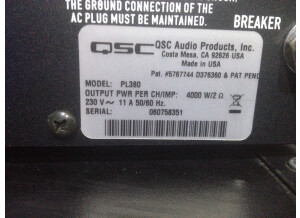 THE GROUND CONNECTION OF THE
AC PLUG MUST BE MAINTAINED.
BREAKER
QSC
QSC Audio Products, Inc.
Costa Mesa, CA 92626 USA
Made in USA
Pat. #5767744 D376360 & PAT PEND
MODEL: PL380
OUTPUT PWR PER CH/IMP: 4000 W/2 Ω
230 V ~ 11 A 50/60 Hz.
SERIAL: 060758351